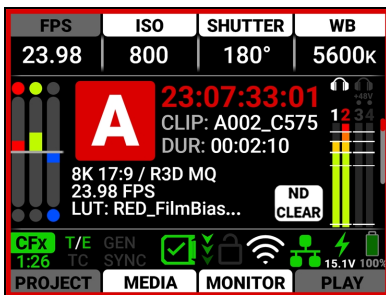 FPS ISO SHUTTER WB
23.98 800 180° 5600K
23:07:33:01
A
CLIP: A002_C575
DUR: 00:02:10
+48V
1 2 3 4
8K 17:9 / R3D MQ
23.98 FPS
LUT: RED_FilmBias...
ND
CLEAR
CFX T/E GEN
1:26 TC SYNC
15.1V 100%
PROJECT MEDIA MONITOR PLAY